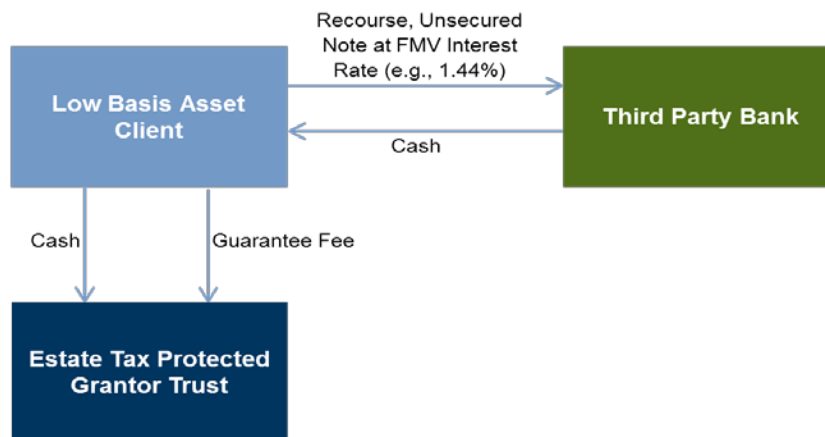 Recourse, Unsecured
Note at FMV Interest
Rate (e.g., 1.44%)
Low Basis Asset
Client
Third Party Bank
Cash
Cash
Guarantee Fee
Estate Tax Protected
Grantor Trust